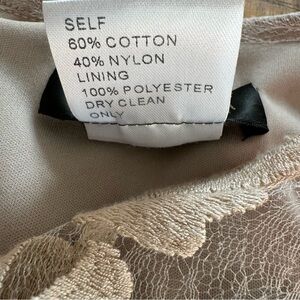 SELF
60% COTTON
40% NYLON
LINING
100% POLYESTER
DRY CLEAN
ONLY